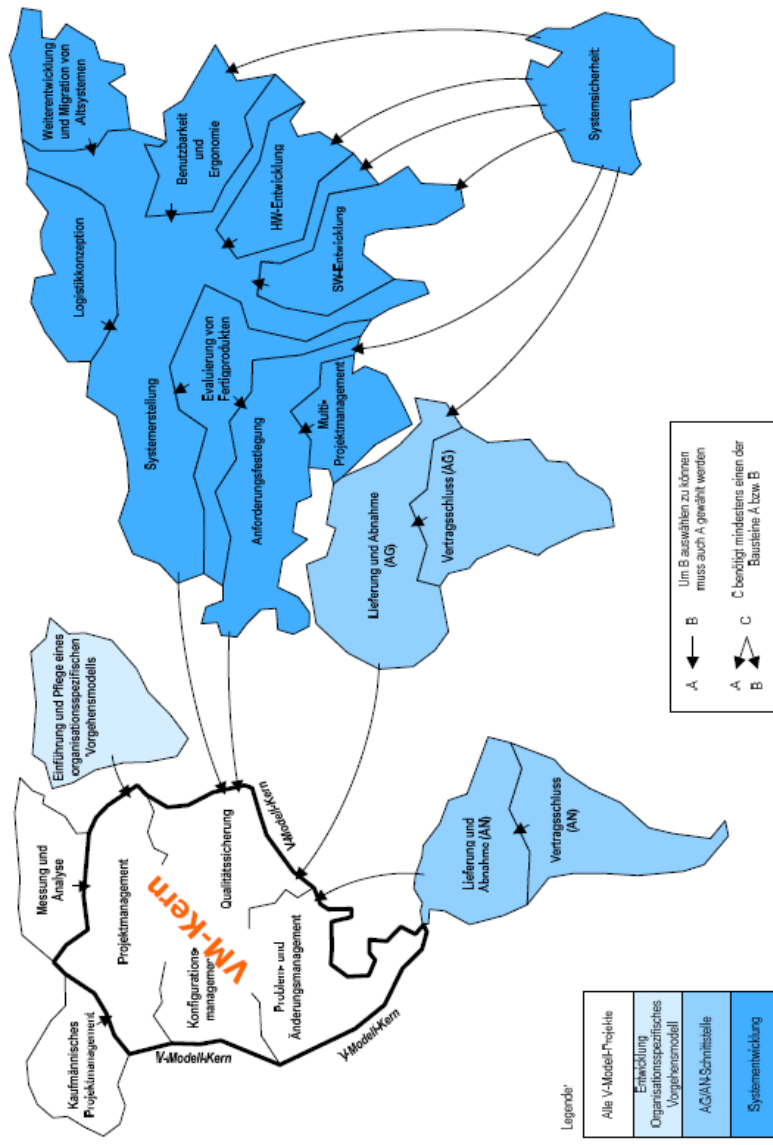 Kaufmännisches
Projektmanagement
Messung und
Analyse
Einführung und Pflege eines
organisationsspezifischen
Vorgehensmodells
Projektmanagement
VM-Kern
Konfigurations-
management
Qualitätssicherung
Problem- und
Änderungsmanagement
V-Modell-Kern
V-Modell-Kern
V-Modell-Kern
Lieferung und
Abnahme (AN)
Vertragsschluss
(AN)
Logistikkonzeption
Weiterentwicklung
und Migration von
Altsystemen
Systemerstellung
Benutzbarkeit
und
Ergonomie
HW-Entwicklung
SW-Entwicklung
Evaluierung von
Fertigprodukten
Anforderungsfestlegung
Multi-
Projektmanagement
Lieferung und Abnahme
(AG)
Vertragsschluss (AG)
Systemsicherheit
Legende:
Alle V-Modell-Projekte
Entwicklung
Organisationsspezifisches
Vorgehensmodell
AG/AN-Schnittstelle
Systementwicklung
A B Um B auswählen zu können
muss auch A gewählt werden
A C C benötigt mindestens einen der
B Bausteine A bzw. B